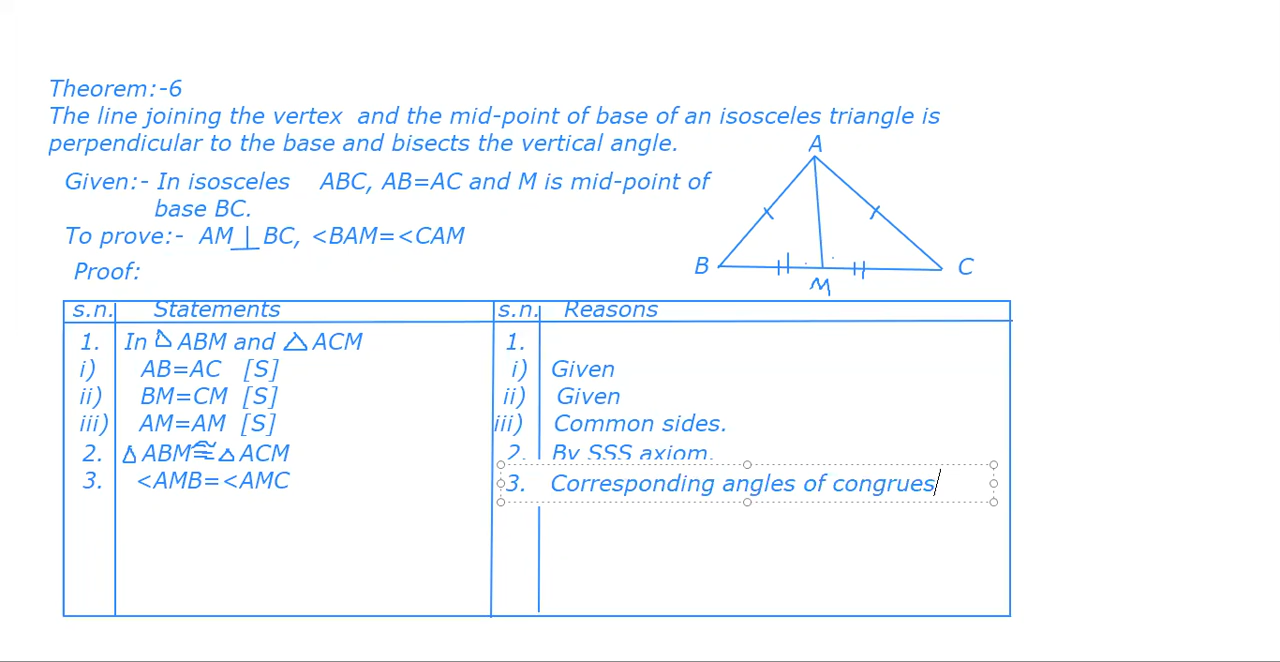 Theorem:-6
The line joining the vertex and the mid-point of base of an isosceles triangle is
perpendicular to the base and bisects the vertical angle.
A
Given:- In isosceles ABC, AB=AC and M is mid-point of
base BC.
To prove:- AM ⊥ BC, <BAM=<CAM
B
C
M
Proof:
s.n. Statements s.n. Reasons
1. In △ ABM and △ ACM 1.
i) AB=AC [S] i) Given
ii) BM=CM [S] ii) Given
iii) AM=AM [S] iii) Common sides.
2. △ ABM≅△ ACM 2. By SSS axiom.
3. <AMB=<AMC 3. Corresponding angles of congrues